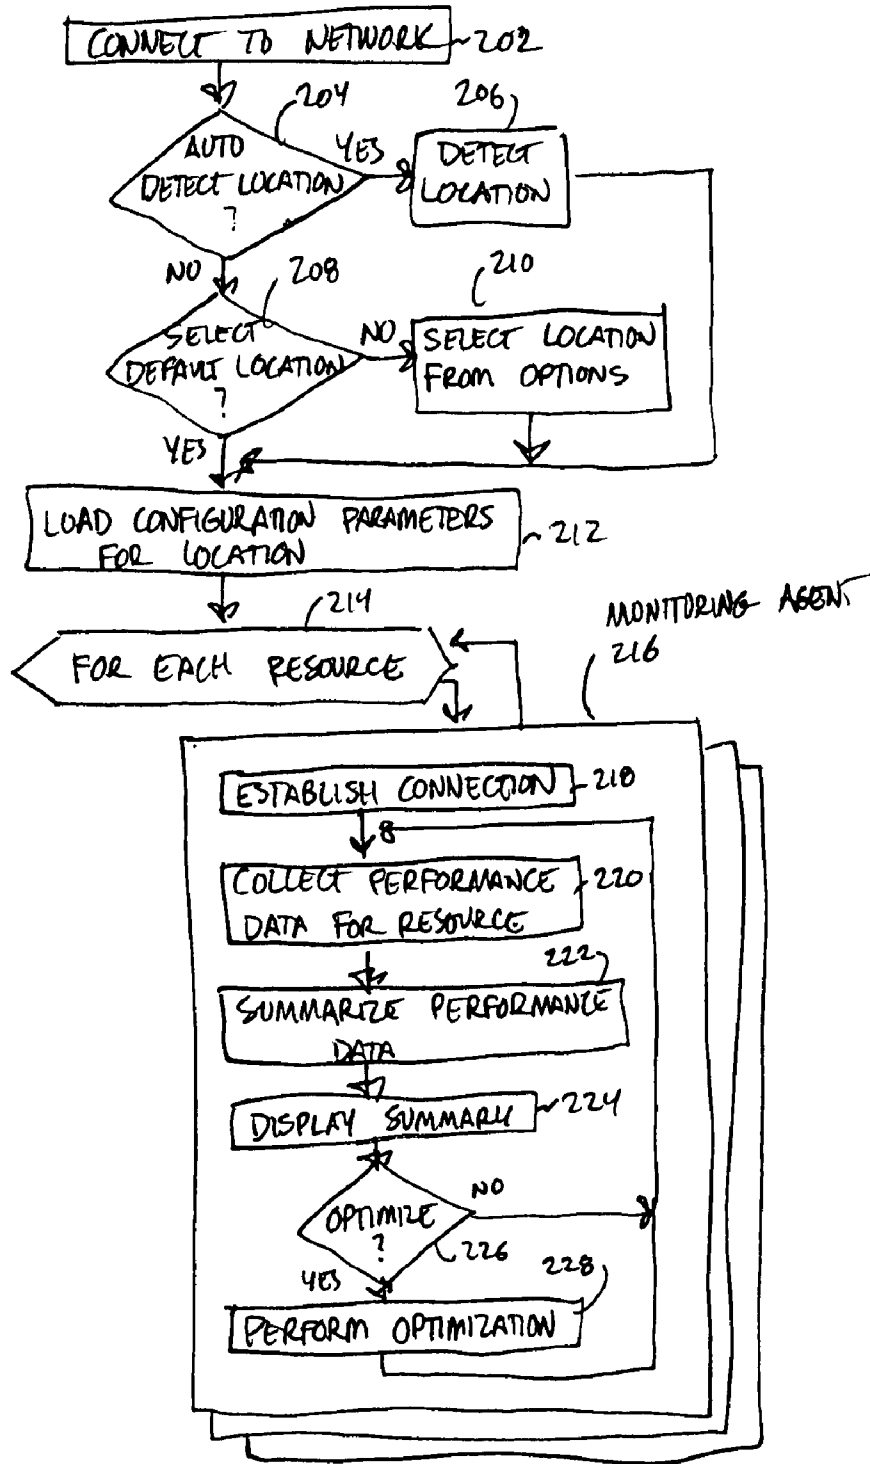 CONNECT TO NETWORK 202
204
206
AUTO
DETECT LOCATION
?
YES
DETECT
LOCATION
NO
208
210
SELECT
DEFAULT LOCATION
?
NO
SELECT LOCATION
FROM OPTIONS
YES
LOAD CONFIGURATION PARAMETERS
FOR LOCATION
212
214
FOR EACH RESOURCE
MONITORING AGENT
216
ESTABLISH CONNECTION 218
COLLECT PERFORMANCE
DATA FOR RESOURCE
220
222
SUMMARIZE PERFORMANCE
DATA
DISPLAY SUMMARY 224
OPTIMIZE
?
NO
226
YES
228
PERFORM OPTIMIZATION